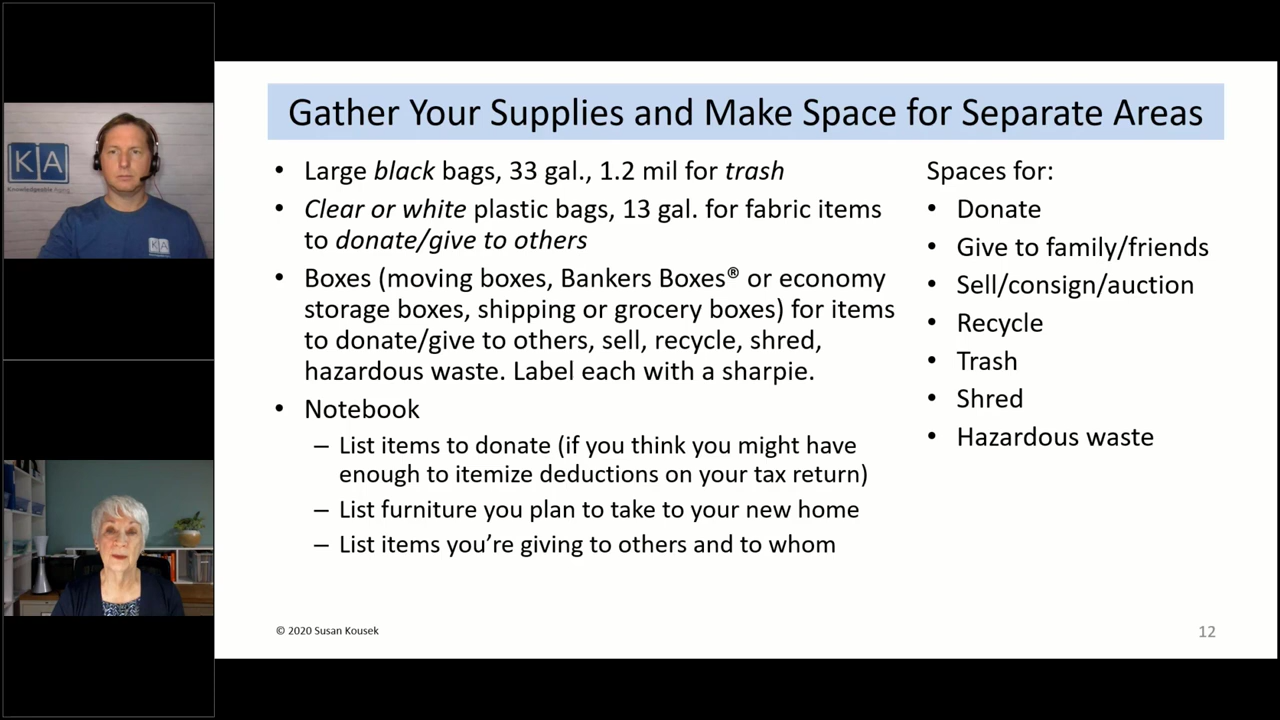 K A
Knowledgeable Aging
KA
Gather Your Supplies and Make Space for Separate Areas
• Large black bags, 33 gal., 1.2 mil for trash
• Clear or white plastic bags, 13 gal. for fabric items
to donate/give to others
• Boxes (moving boxes, Bankers Boxes® or economy
storage boxes, shipping or grocery boxes) for items
to donate/give to others, sell, recycle, shred,
hazardous waste. Label each with a sharpie.
• Notebook
– List items to donate (if you think you might have
enough to itemize deductions on your tax return)
– List furniture you plan to take to your new home
– List items you’re giving to others and to whom
Spaces for:
• Donate
• Give to family/friends
• Sell/consign/auction
• Recycle
• Trash
• Shred
• Hazardous waste
© 2020 Susan Kousek
12